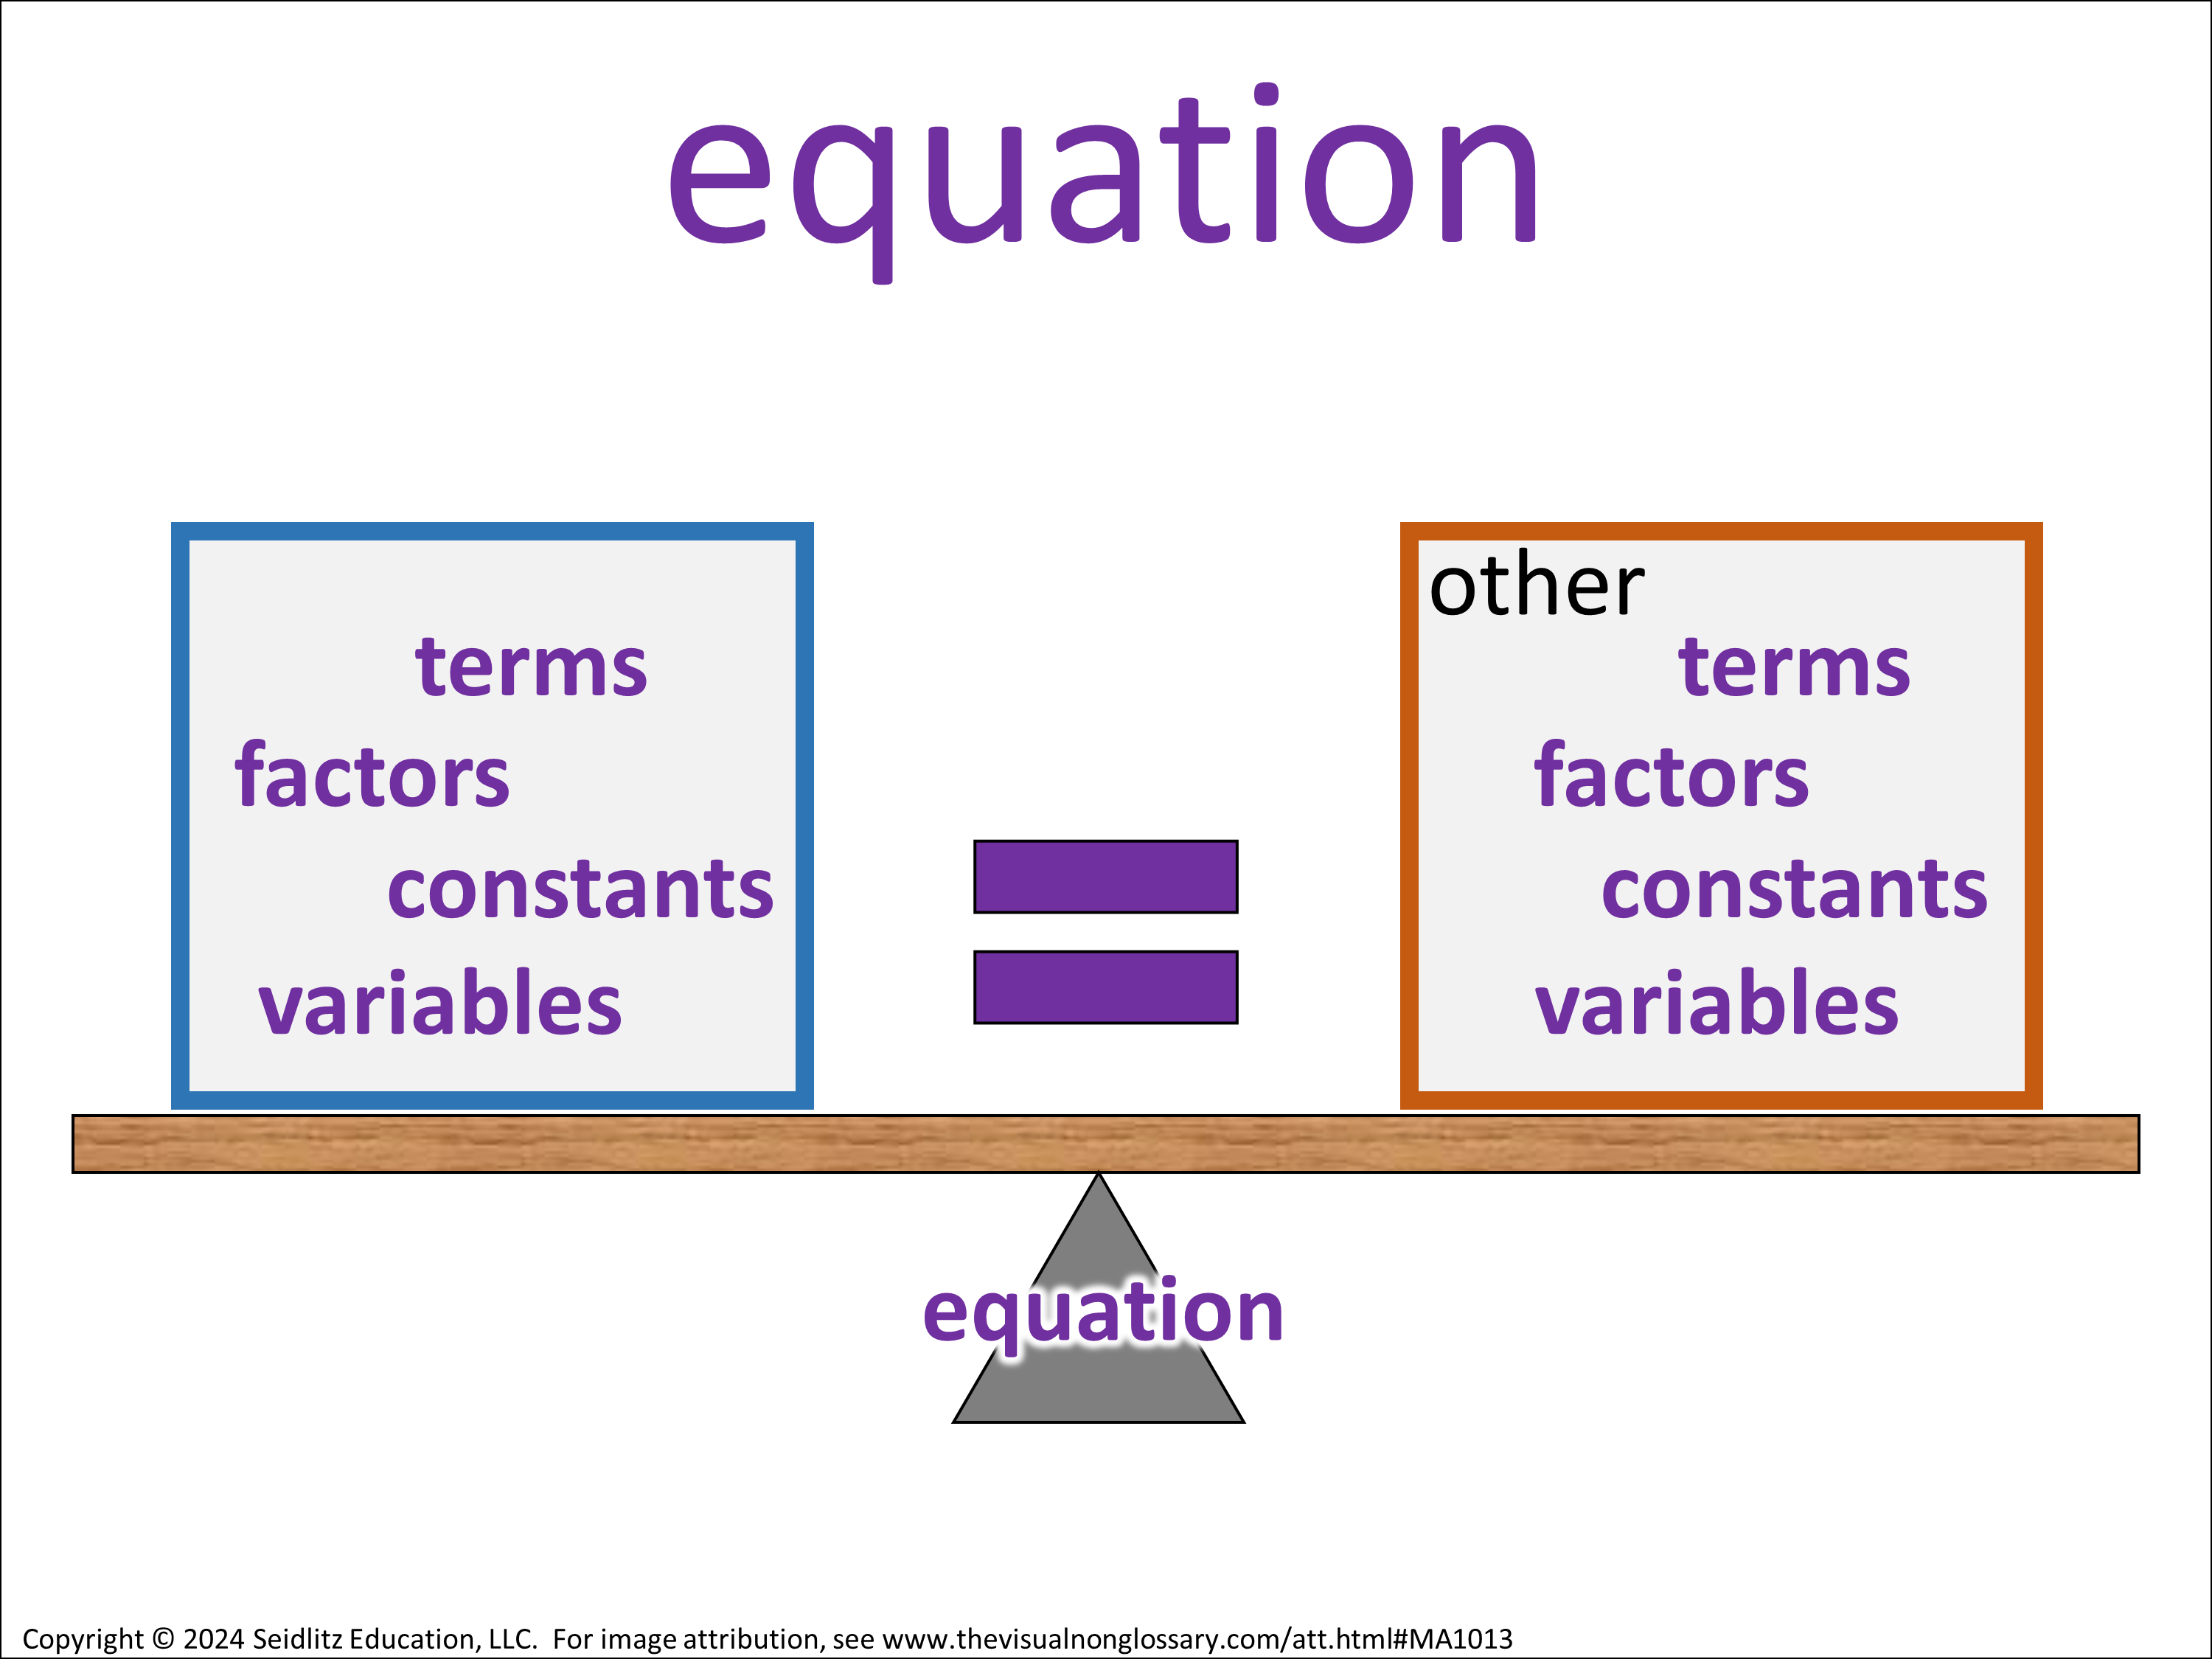 equation
terms
factors
constants
variables
other
terms
factors
constants
variables
equation
Copyright © 2024 Seidlitz Education, LLC.  For image attribution, see www.thevisualnonglossary.com/att.html#MA1013